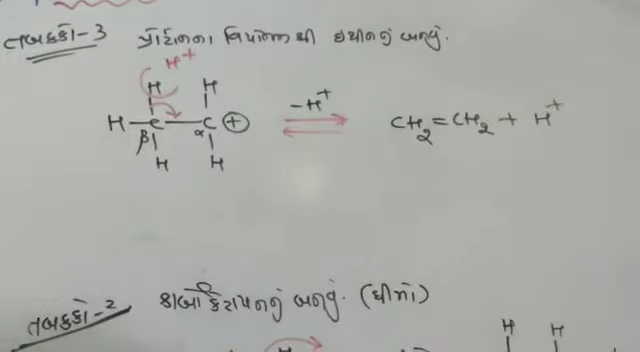 તબક્કો-3 પ્રોટોનના વિયોજનથી ઇથીનનું બનવું.
H+
H H
H-C-C⊕ -H+ ⇌ CH2=CH2 + H+
β α
H H
તબક્કો-2 કાર્બોકેટાયનનું બનવું. (ધીમો)
H H